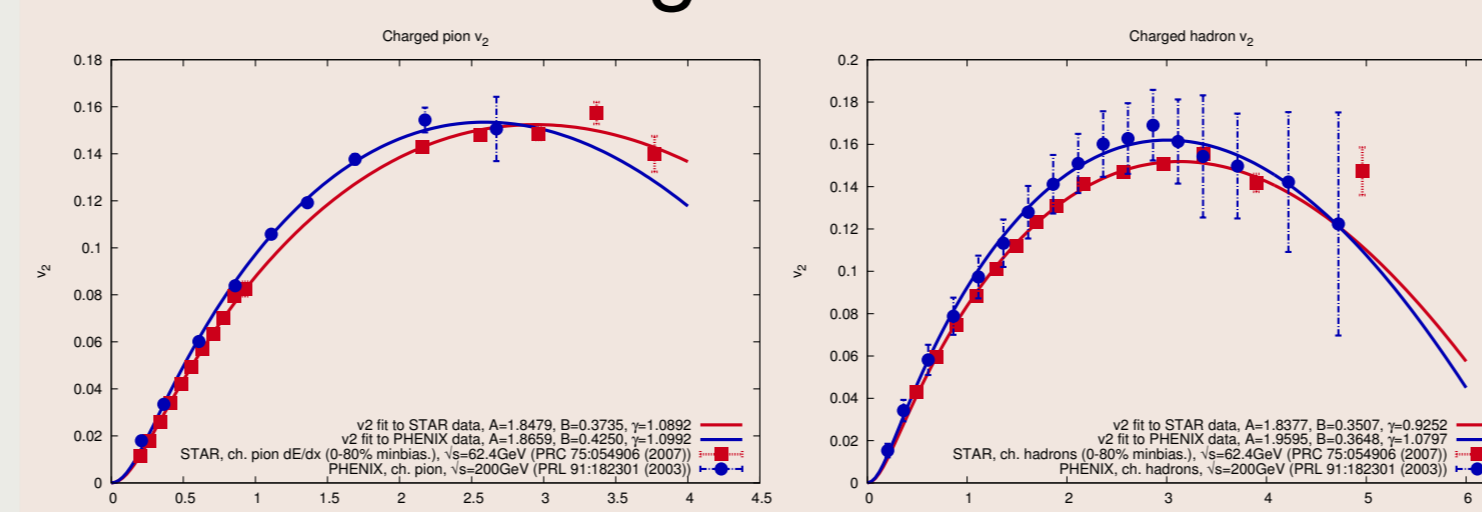 g
Charged pion v2
0.18
0.16
0.14
0.12
0.1
0.08
0.06
0.04
0.02
0
v2
v2 fit to STAR data, A=1.8479, B=0.3735, γ=1.0892
v2 fit to PHENIX data, A=1.8659, B=0.4250, γ=1.0992
STAR, ch. pion dE/dx (0-80% minbias.), √s=62.4GeV (PRC 75:054906 (2007))
PHENIX, ch. pion, √s=200GeV (PRL 91:182301 (2003))
0 0.5 1 1.5 2 2.5 3 3.5 4 4.5
Charged hadron v2
0.2
0.18
0.16
0.14
0.12
0.1
0.08
0.06
0.04
0.02
0
v2
v2 fit to STAR data, A=1.8377, B=0.3507, γ=0.9252
v2 fit to PHENIX data, A=1.9595, B=0.3648, γ=1.0797
STAR, ch. hadrons (0-80% minbias.), √s=62.4GeV (PRC 75:054906 (2007))
PHENIX, ch. hadrons, √s=200GeV (PRL 91:182301 (2003))
0 1 2 3 4 5 6